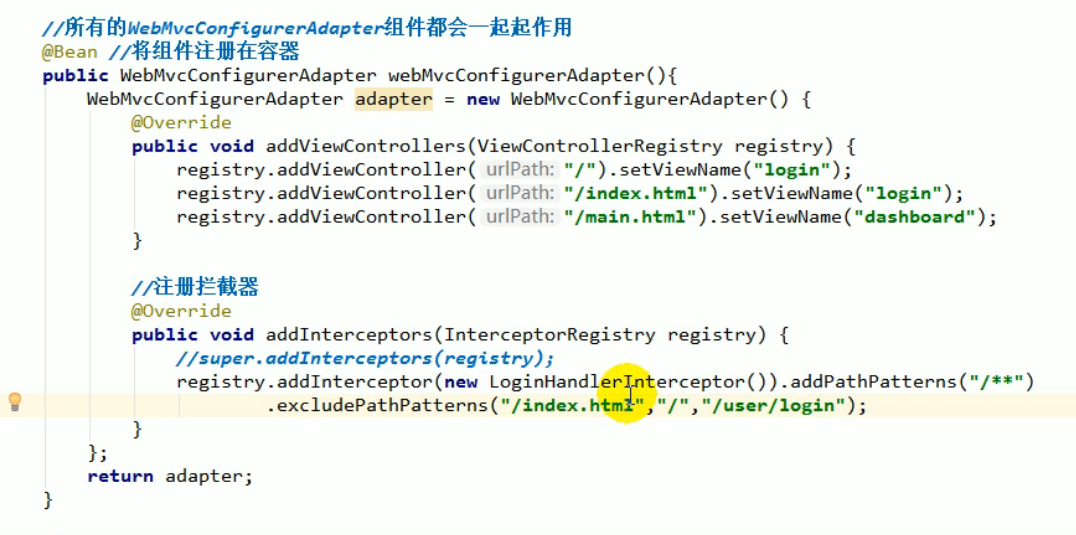 //所有的WebMvcConfigurerAdapter组件都会一起起作用
@Bean //将组件注册在容器
public WebMvcConfigurerAdapter webMvcConfigurerAdapter(){
WebMvcConfigurerAdapter adapter = new WebMvcConfigurerAdapter() {
@Override
public void addViewControllers(ViewControllerRegistry registry) {
registry.addViewController( urlPath: "/").setViewName("login");
registry.addViewController( urlPath: "/index.html").setViewName("login");
registry.addViewController( urlPath: "/main.html").setViewName("dashboard");
}
//注册拦截器
@Override
public void addInterceptors(InterceptorRegistry registry) {
//super.addInterceptors(registry);
registry.addInterceptor(new LoginHandlerInterceptor()).addPathPatterns("/**")
.excludePathPatterns("/index.html","/","/user/login");
}
};
return adapter;
}